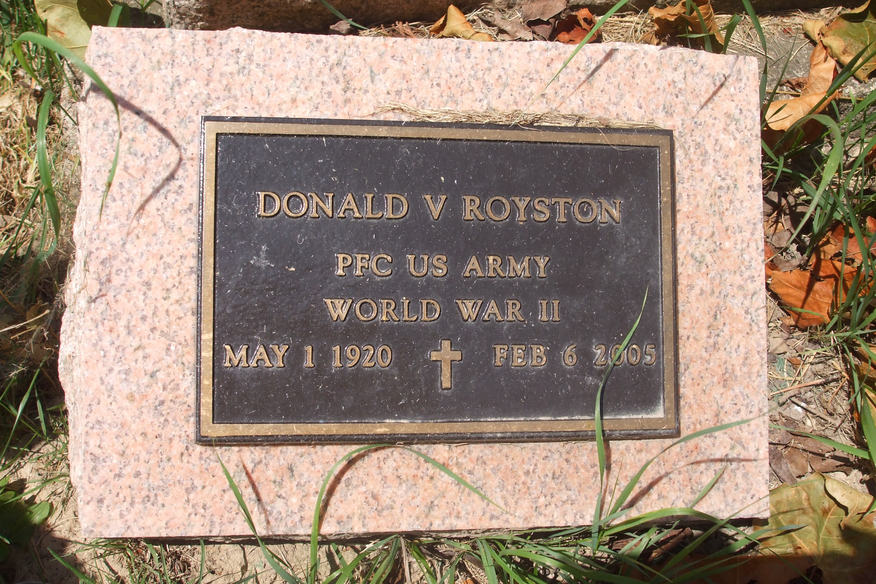 DONALD V ROYSTON
PFC US ARMY
WORLD WAR II
MAY 1 1920 FEB 6 2005